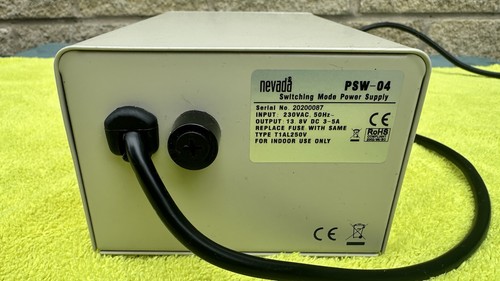 nevada
PSW-04
Switching Mode Power Supply
Serial No. 20200087
INPUT: 230VAC. 50Hz~
OUTPUT 13.8V DC 3-5A
REPLACE FUSE WITH SAME
TYPE T1AL250V
FOR INDOOR USE ONLY
CE
RoHS
CE